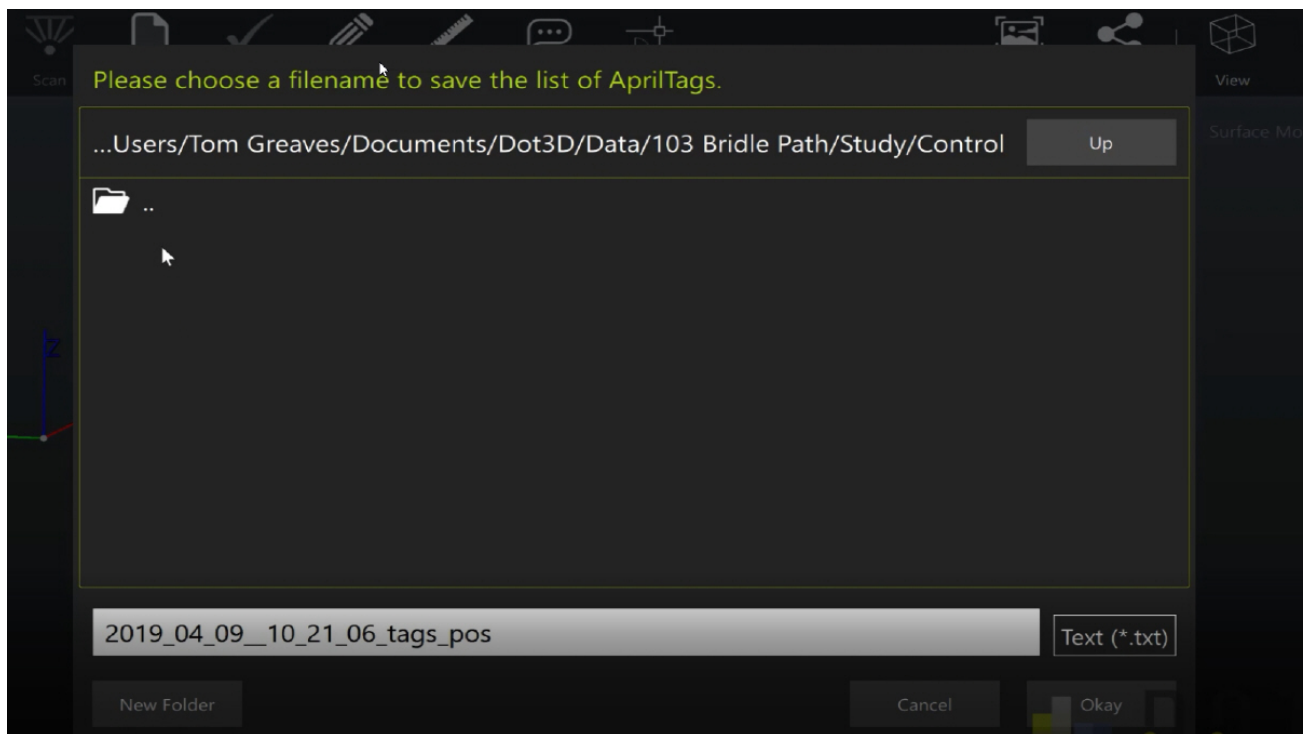 Scan
View
Please choose a filename to save the list of AprilTags.
...Users/Tom Greaves/Documents/Dot3D/Data/103 Bridle Path/Study/Control
Up
Surface Mo
..
Z
2019_04_09__10_21_06_tags_pos
Text (*.txt)
New Folder
Cancel
Okay